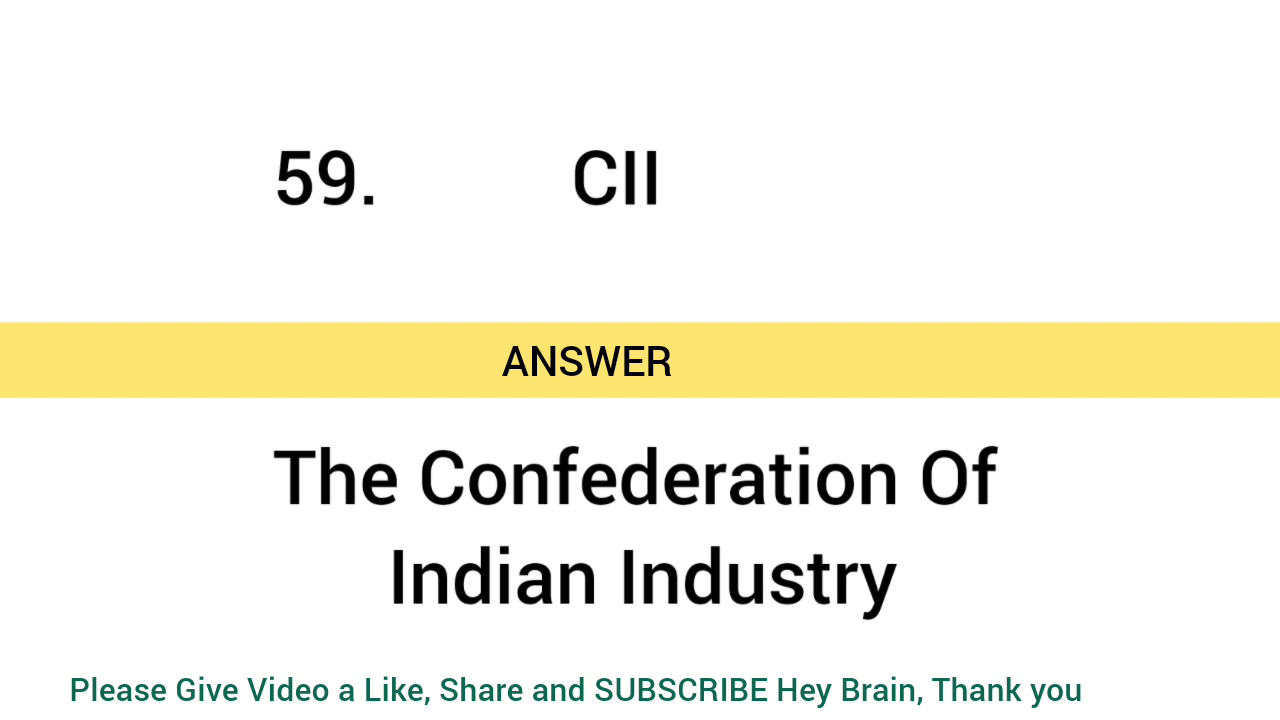 59. CII
ANSWER
The Confederation Of
Indian Industry
Please Give Video a Like, Share and SUBSCRIBE Hey Brain, Thank you